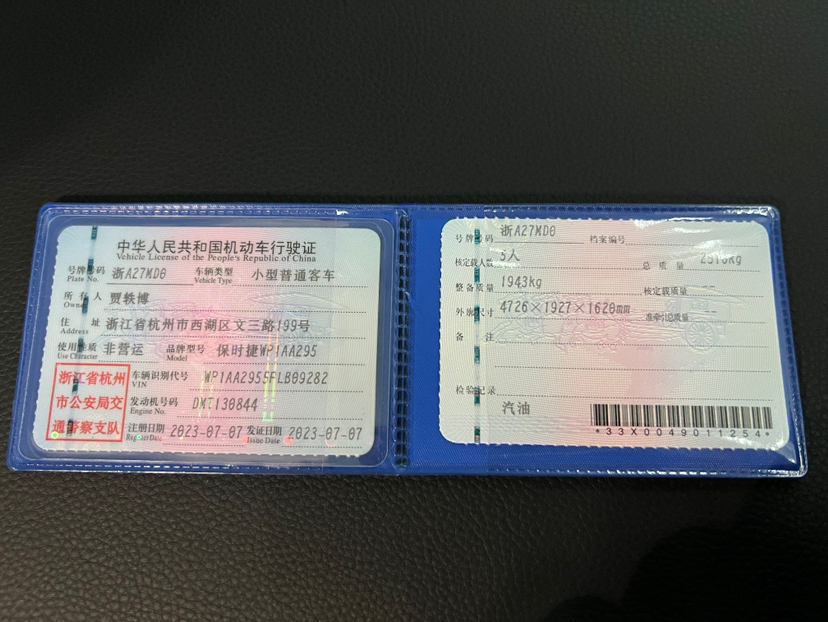 中华人民共和国机动车行驶证
Vehicle License of the People's Republic of China
号牌号码 浙A27MD0 车辆类型 小型普通客车
Plate No. Vehicle Type
所有人 贾轶博
Owner
住址 浙江省杭州市西湖区文三路199号
Address
使用性质 非营运 品牌型号 保时捷WP1AA295
Use Character Model
浙江省杭州
市公安局交
通警察支队
车辆识别代号 WP1AA2955FLB09282
VIN
发动机号码 DMT130844
Engine No.
注册日期 2023-07-07 发证日期 2023-07-07
Register Date Issue Date
号牌号码 浙A27MD0 档案编号
核定载人数 5人 总质量 2510kg
整备质量 1943kg 核定载质量 --
外廓尺寸 4726×1927×1620mm 准牵引总质量 --
备注
检验记录
汽油
*33X0049011254*